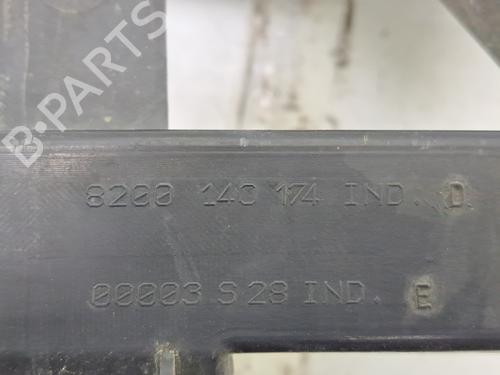 B-PARTS
8200 140 174 IND. D
00003 S 28 IND. E